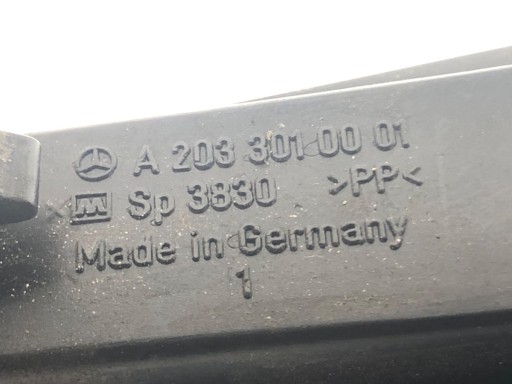 A 203 301 00 01
Sp 3830 >PP<
Made in Germany
1